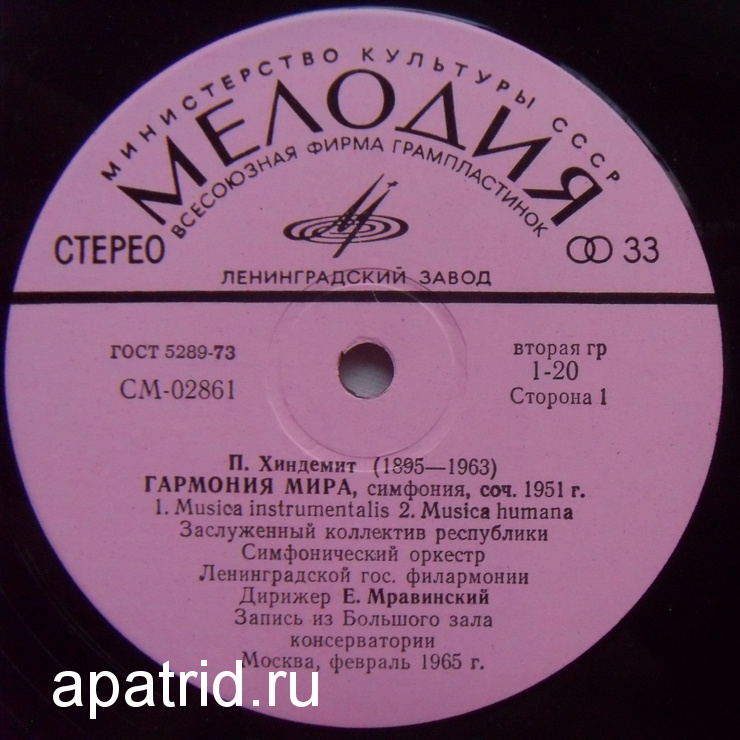 МИНИСТЕРСТВО КУЛЬТУРЫ СССР
МЕЛОДИЯ
ВСЕСОЮЗНАЯ ФИРМА ГРАМПЛАСТИНОК
СТЕРЕО
33
ЛЕНИНГРАДСКИЙ ЗАВОД
ГОСТ 5289-73
СМ-02861
вторая гр
1-20
Сторона 1
П. Хиндемит (1895—1963)
ГАРМОНИЯ МИРА, симфония, соч. 1951 г.
1. Musica instrumentalis 2. Musica humana
Заслуженный коллектив республики
Симфонический оркестр
Ленинградской гос. филармонии
Дирижер Е. Мравинский
Запись из Большого зала
консерватории
Москва, февраль 1965 г.
apatrid.ru